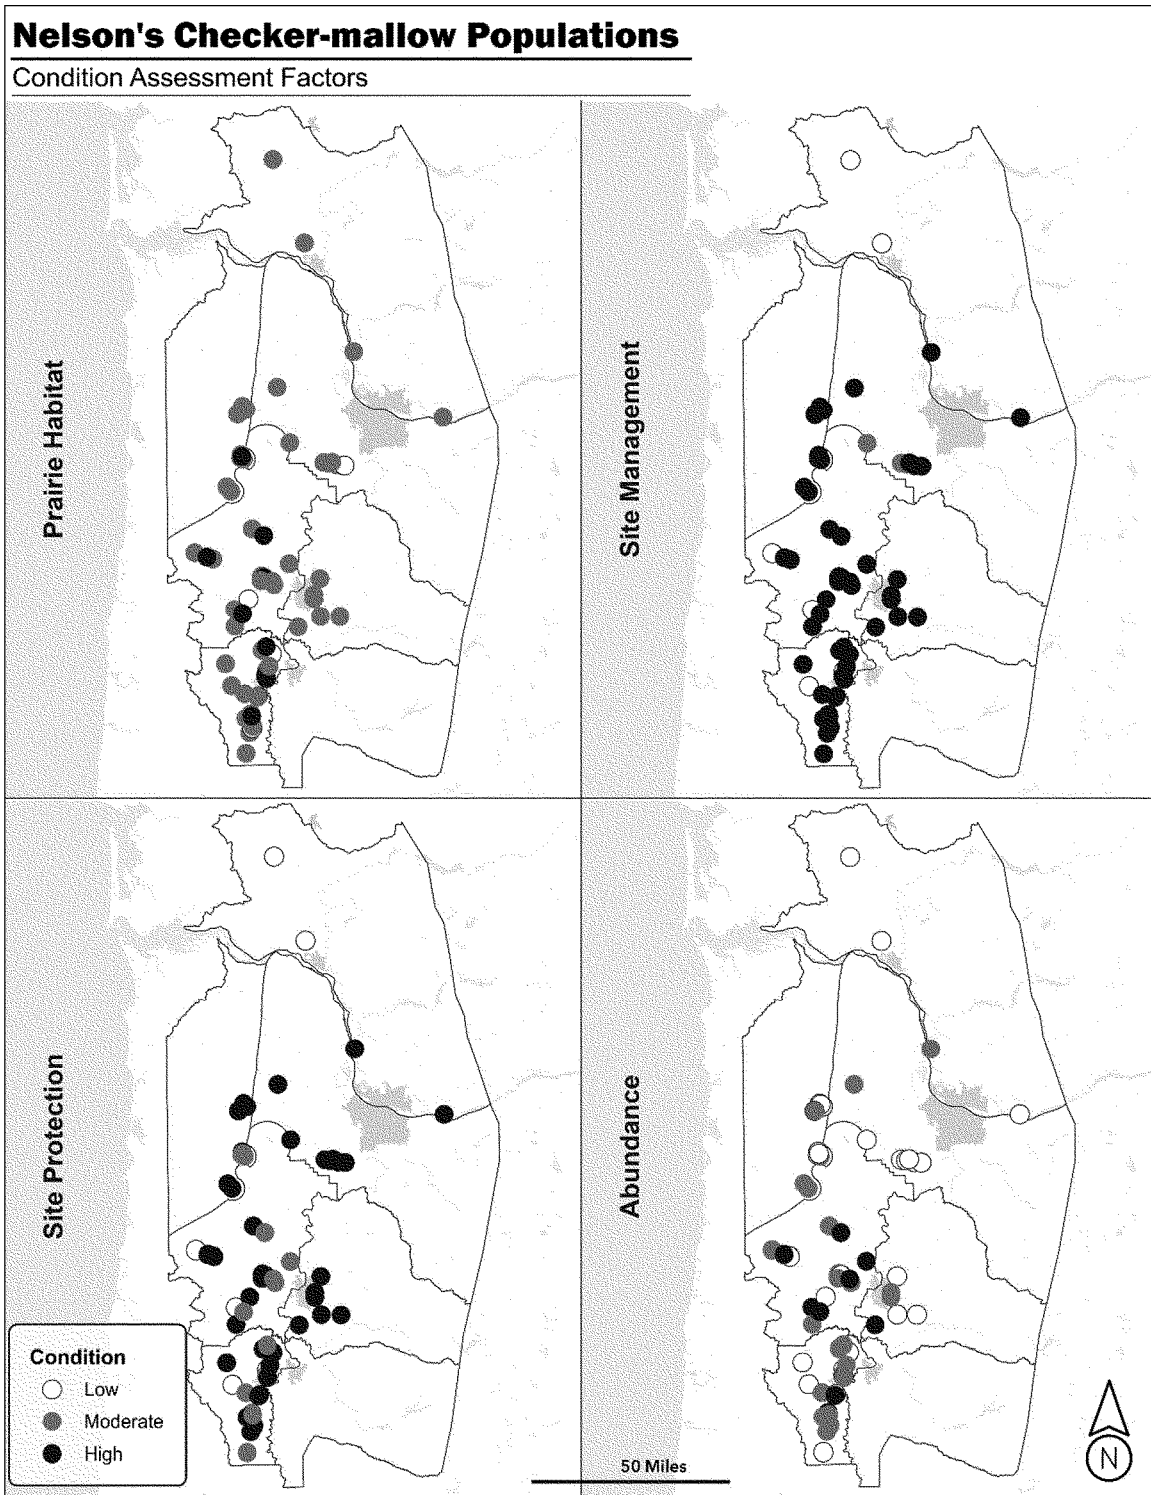 Nelson's Checker-mallow Populations
Condition Assessment Factors
Prairie Habitat
Site Management
Site Protection
Abundance
Condition
Low
Moderate
High
50 Miles
N